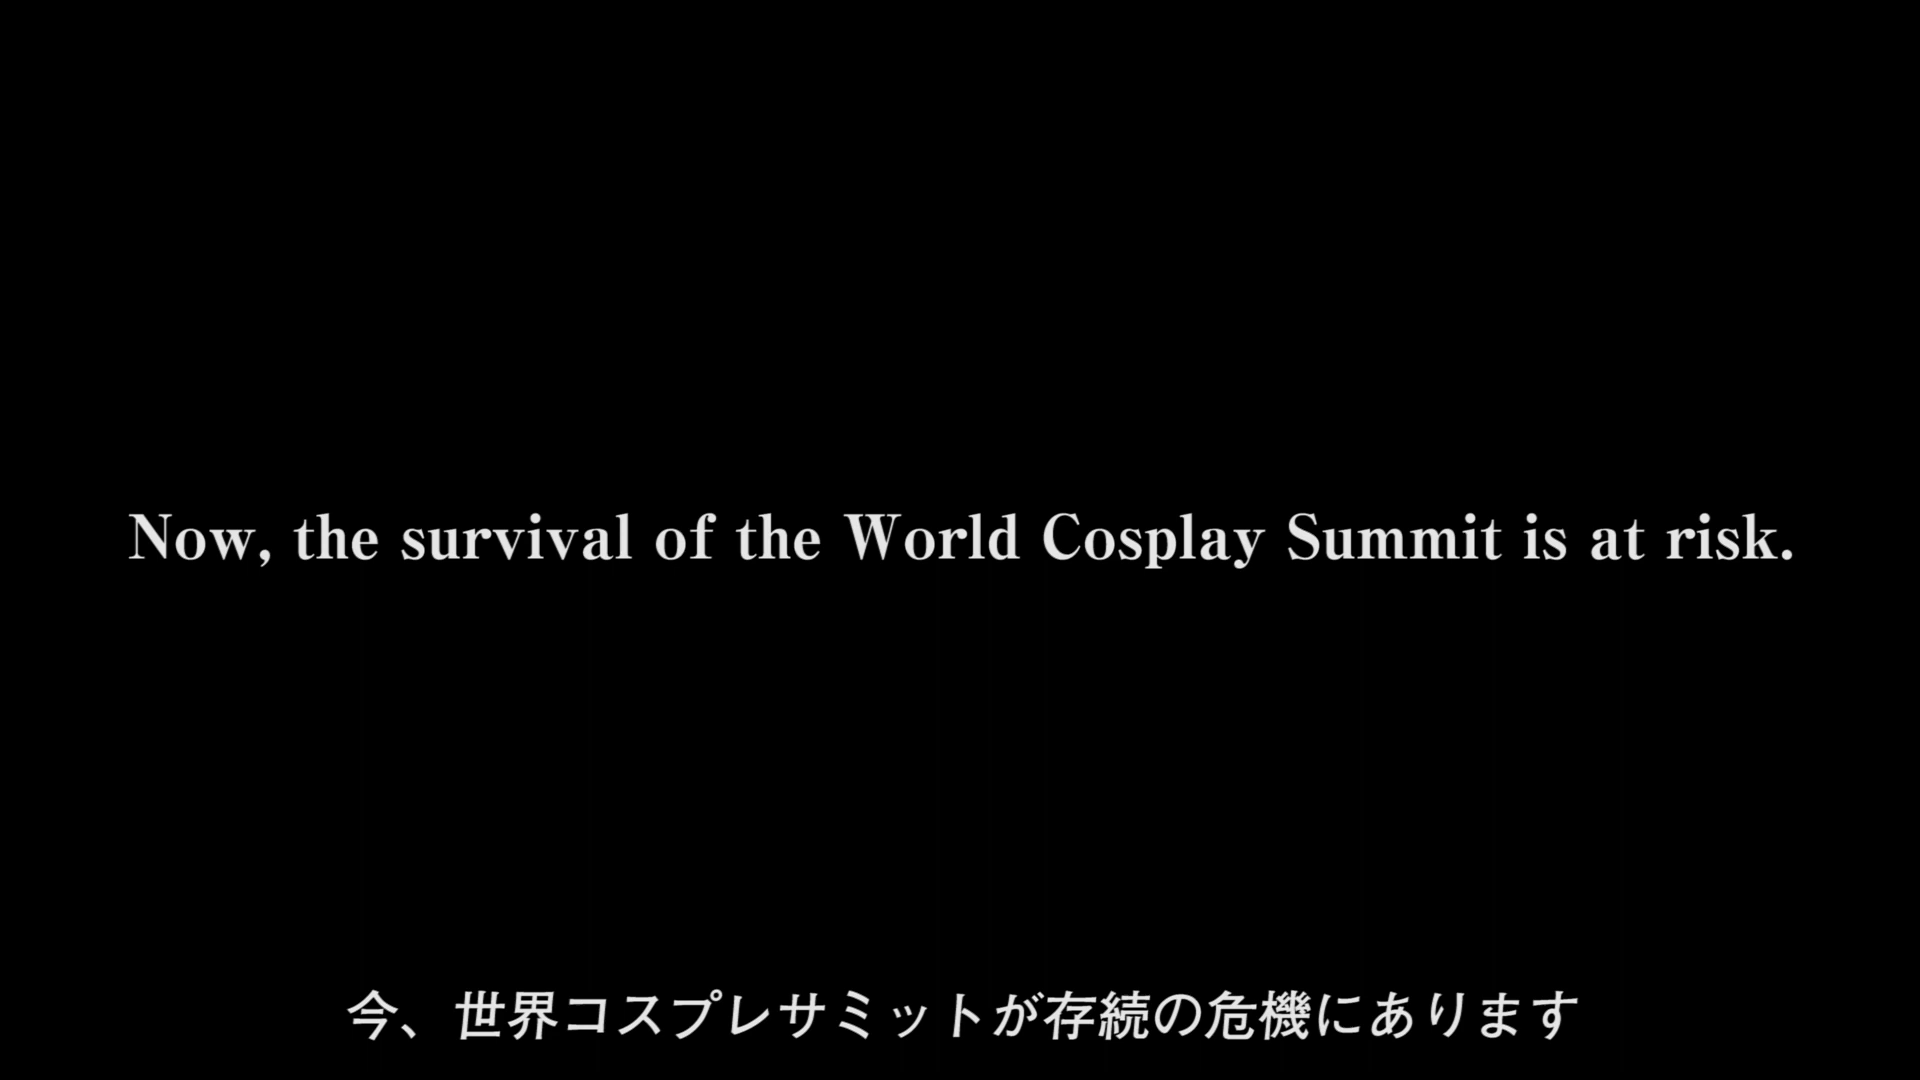 Now, the survival of the World Cosplay Summit is at risk.
今、世界コスプレサミットが存続の危機にあります